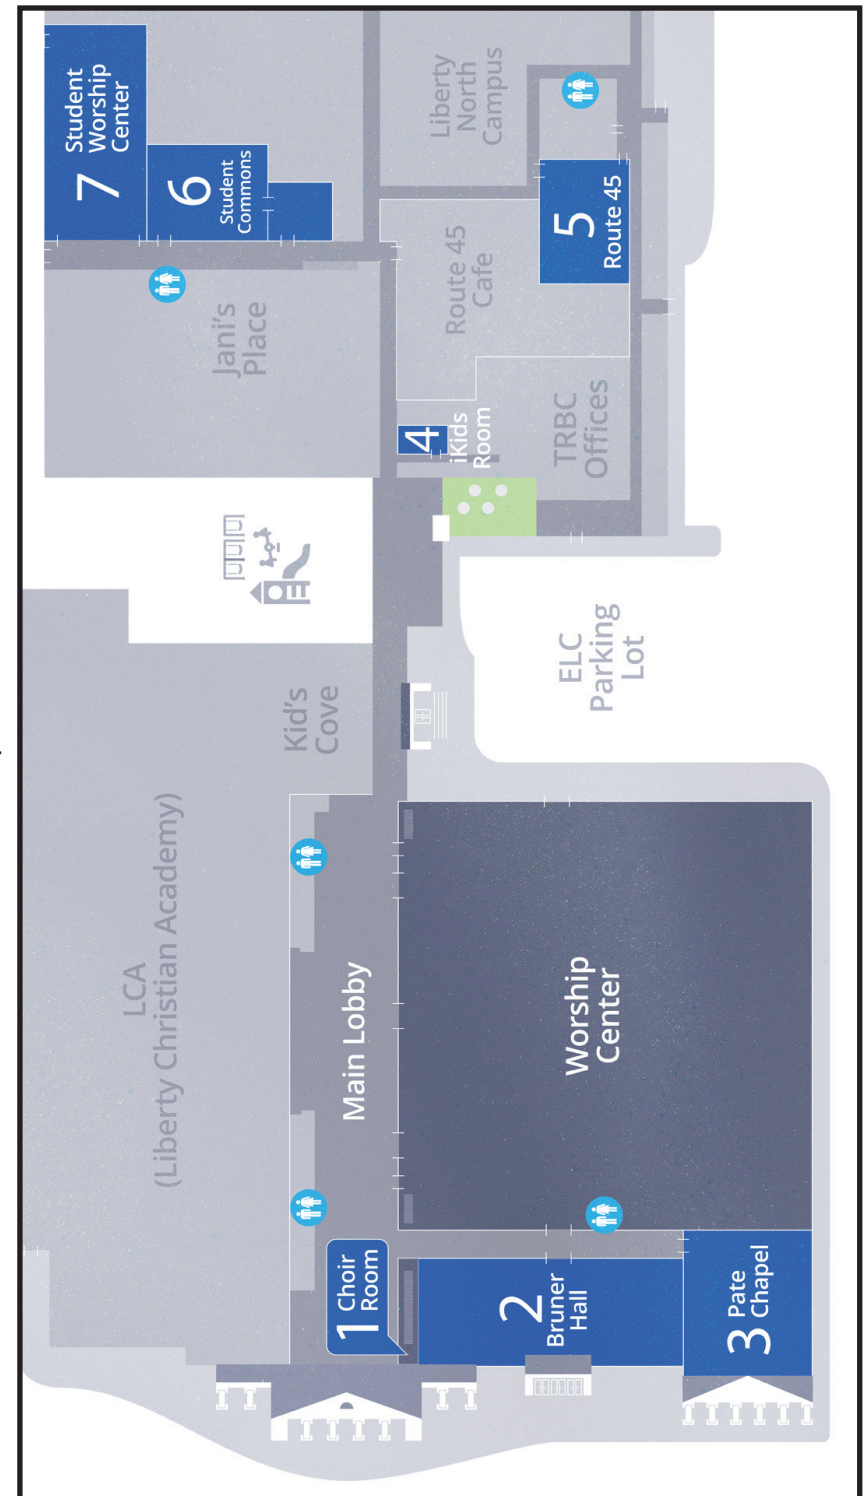 7
Student
Worship
Center
6
Student
Commons
Liberty
North
Campus
5
Route 45
Route 45
Cafe
Jani's
Place
4
iKids
Room
TRBC
Offices
ELC
Parking
Lot
Kid's
Cove
LCA
(Liberty Christian Academy)
Main Lobby
Worship
Center
1
Choir
Room
2
Bruner
Hall
3
Pate
Chapel